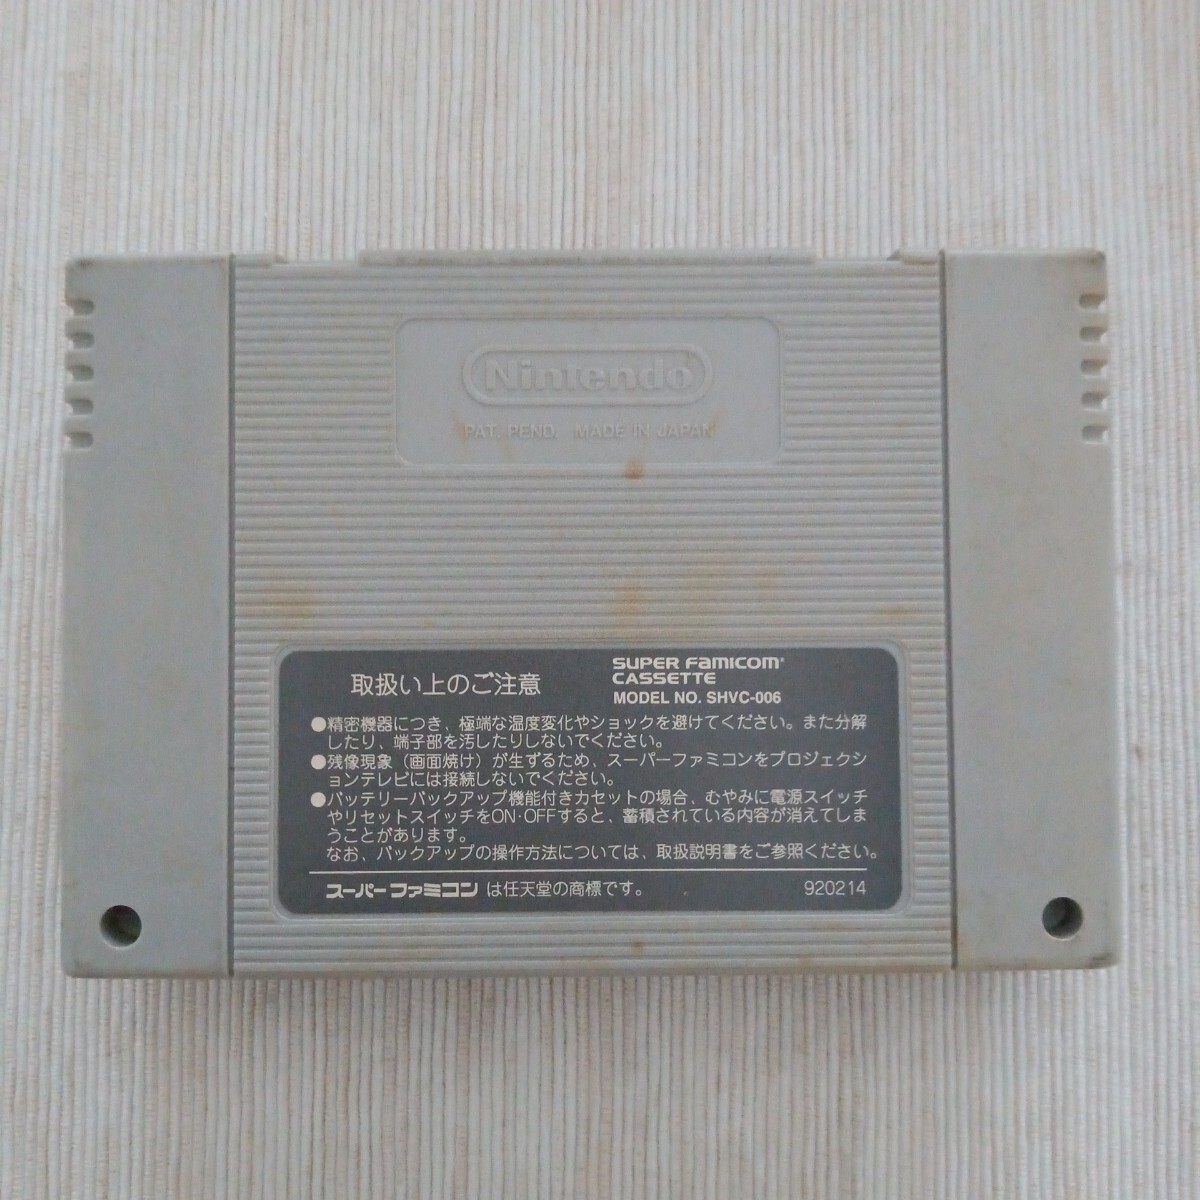 Nintendo
PAT. PEND. MADE IN JAPAN
取扱い上のご注意
SUPER FAMICOM
CASSETTE
MODEL NO. SHVC-006
●精密機器につき、極端な温度変化やショックを避けてください。また分解
したり、端子部を汚したりしないでください。
●残像現象（画面焼け）が生ずるため、スーパーファミコンをプロジェクシ
ョンテレビには接続しないでください。
●バッテリーバックアップ機能付きカセットの場合、むやみに電源スイッチ
やリセットスイッチをON・OFFすると、蓄積されている内容が消えてしま
うことがあります。
なお、バックアップの操作方法については、取扱説明書をご参照ください。
スーパーファミコン は任天堂の商標です。 920214